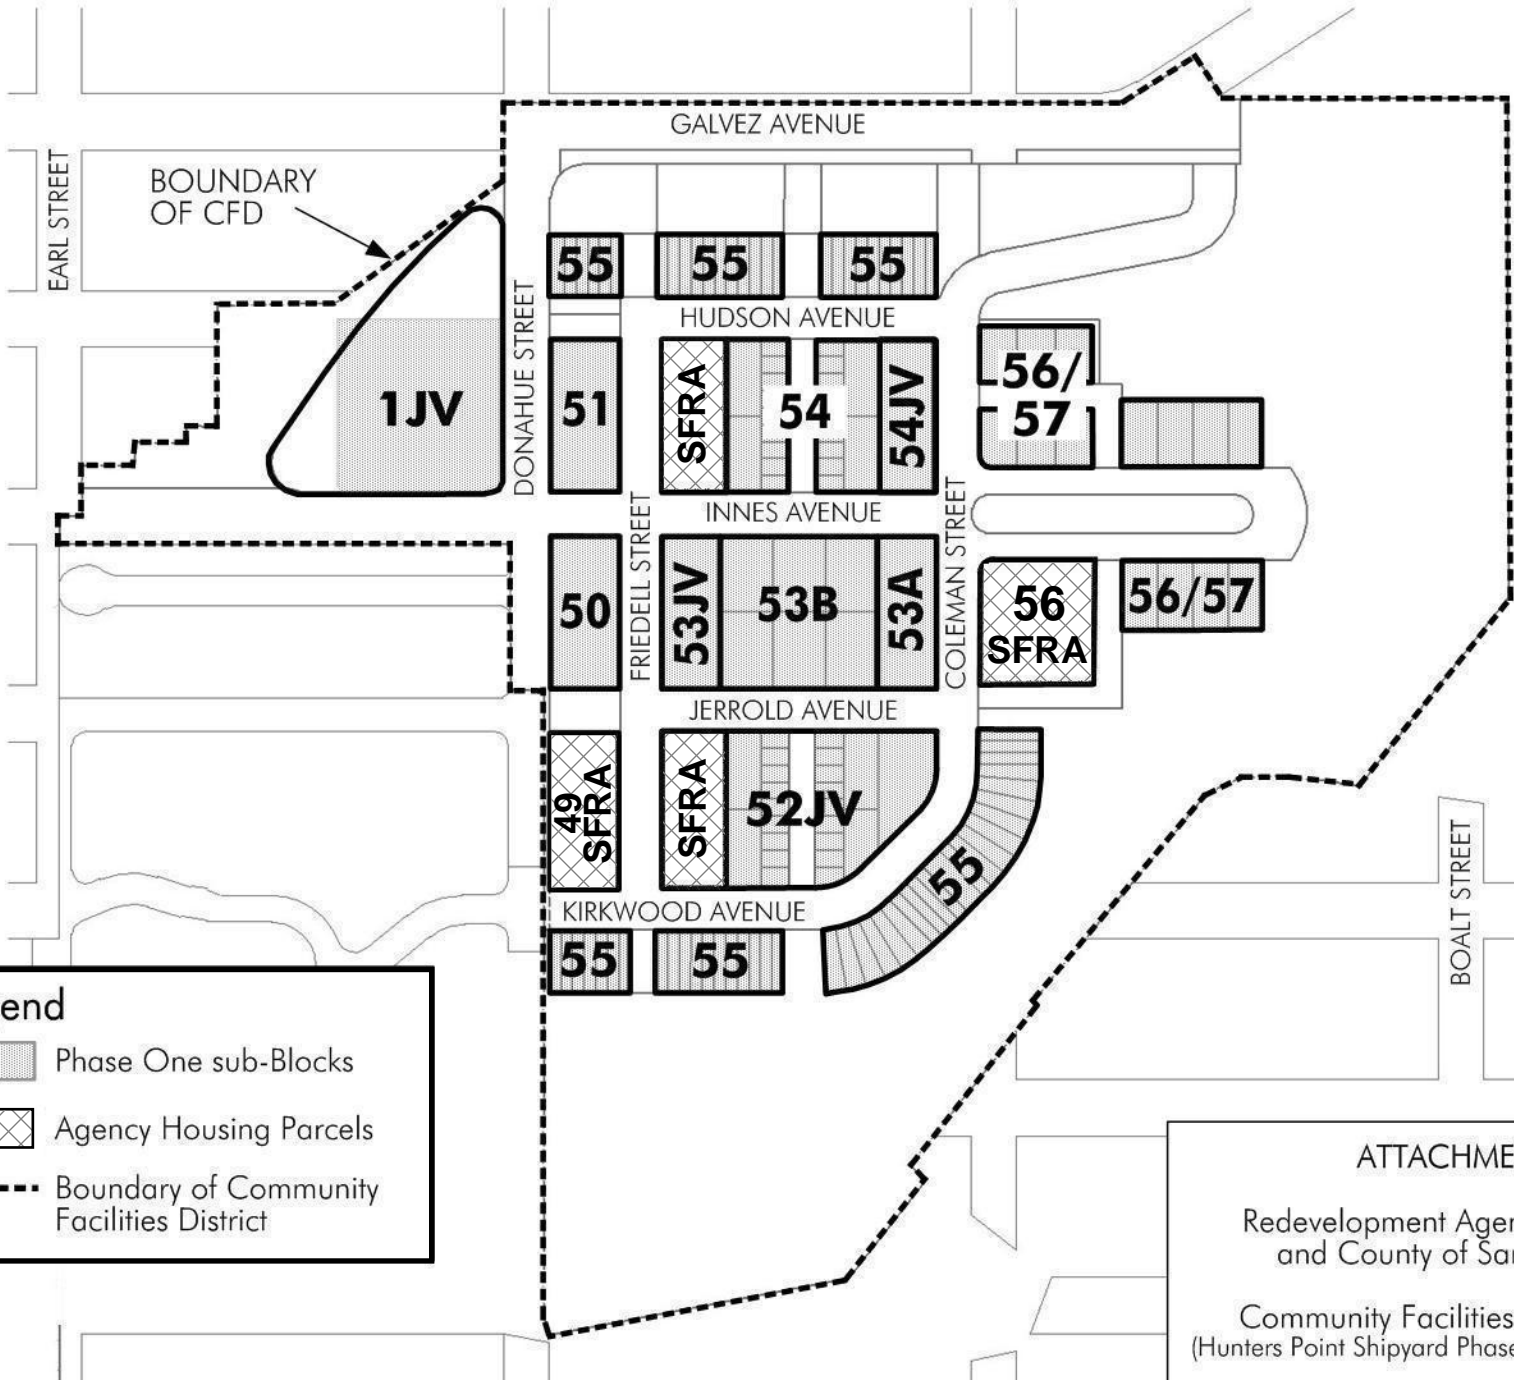 GALVEZ AVENUE
EARL STREET
BOUNDARY
OF CFD
55
55
55
DONAHUE STREET
HUDSON AVENUE
1JV
51
SFRA
54
54JV
56/
57
INNES AVENUE
FRIEDELL STREET
COLEMAN STREET
50
53JV
53B
53A
56
SFRA
56/57
JERROLD AVENUE
49
SFRA
SFRA
52JV
55
BOALT STREET
KIRKWOOD AVENUE
55
55
end
Phase One sub-Blocks
Agency Housing Parcels
Boundary of Community
Facilities District
ATTACHME
Redevelopment Agen
and County of Sa
Community Facilities
(Hunters Point Shipyard Phase